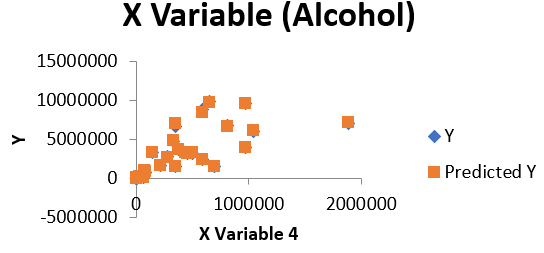 X Variable (Alcohol)
15000000
10000000
5000000
0
-5000000
Y
0
1000000
2000000
X Variable 4
Y
Predicted Y